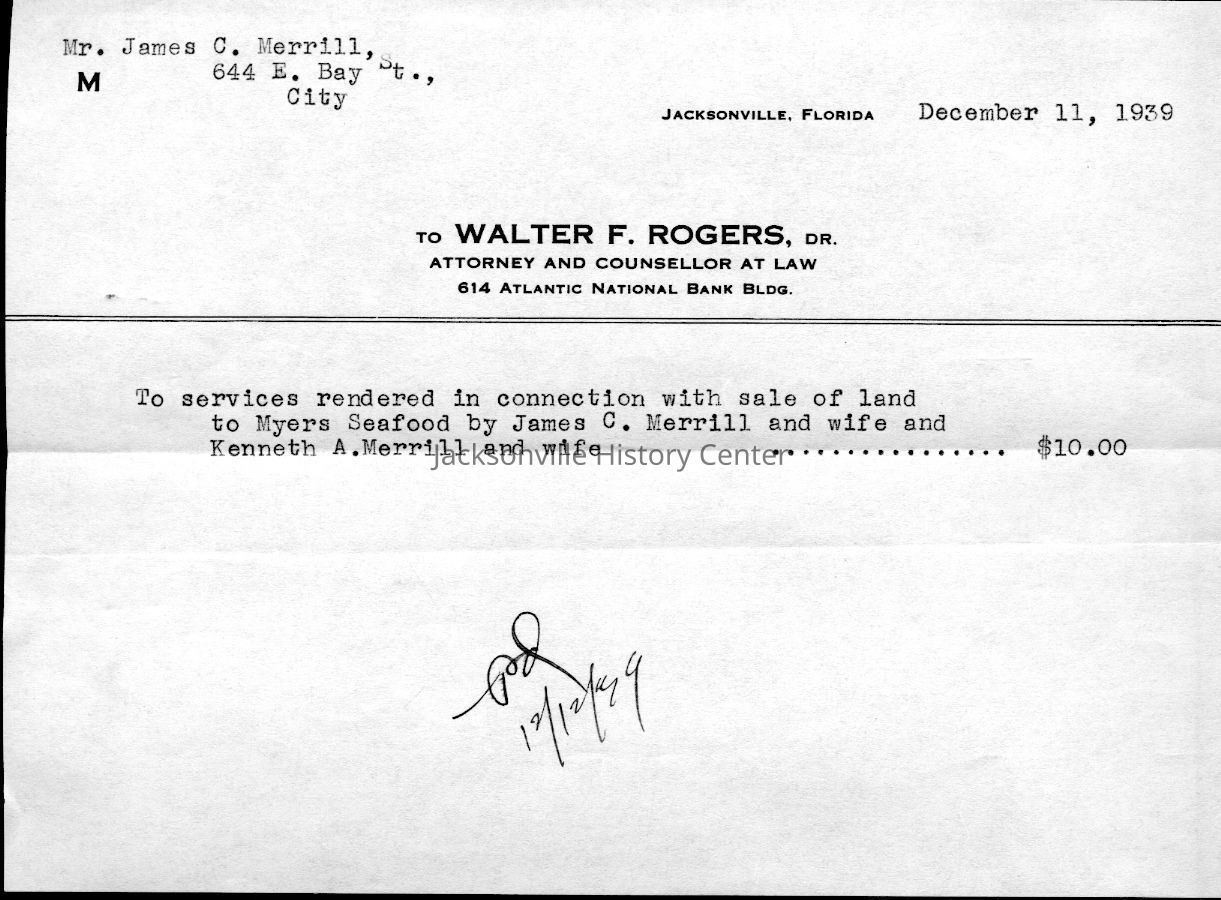 Mr. James C. Merrill,
M 644 E. Bay St.,
City
JACKSONVILLE, FLORIDA December 11, 1939
TO WALTER F. ROGERS, DR.
ATTORNEY AND COUNSELLOR AT LAW
614 ATLANTIC NATIONAL BANK BLDG.
To services rendered in connection with sale of land
to Myers Seafood by James C. Merrill and wife and
Kenneth A.Merrill and wife ................ $10.00
Jacksonville History Center
pd
12/12/39